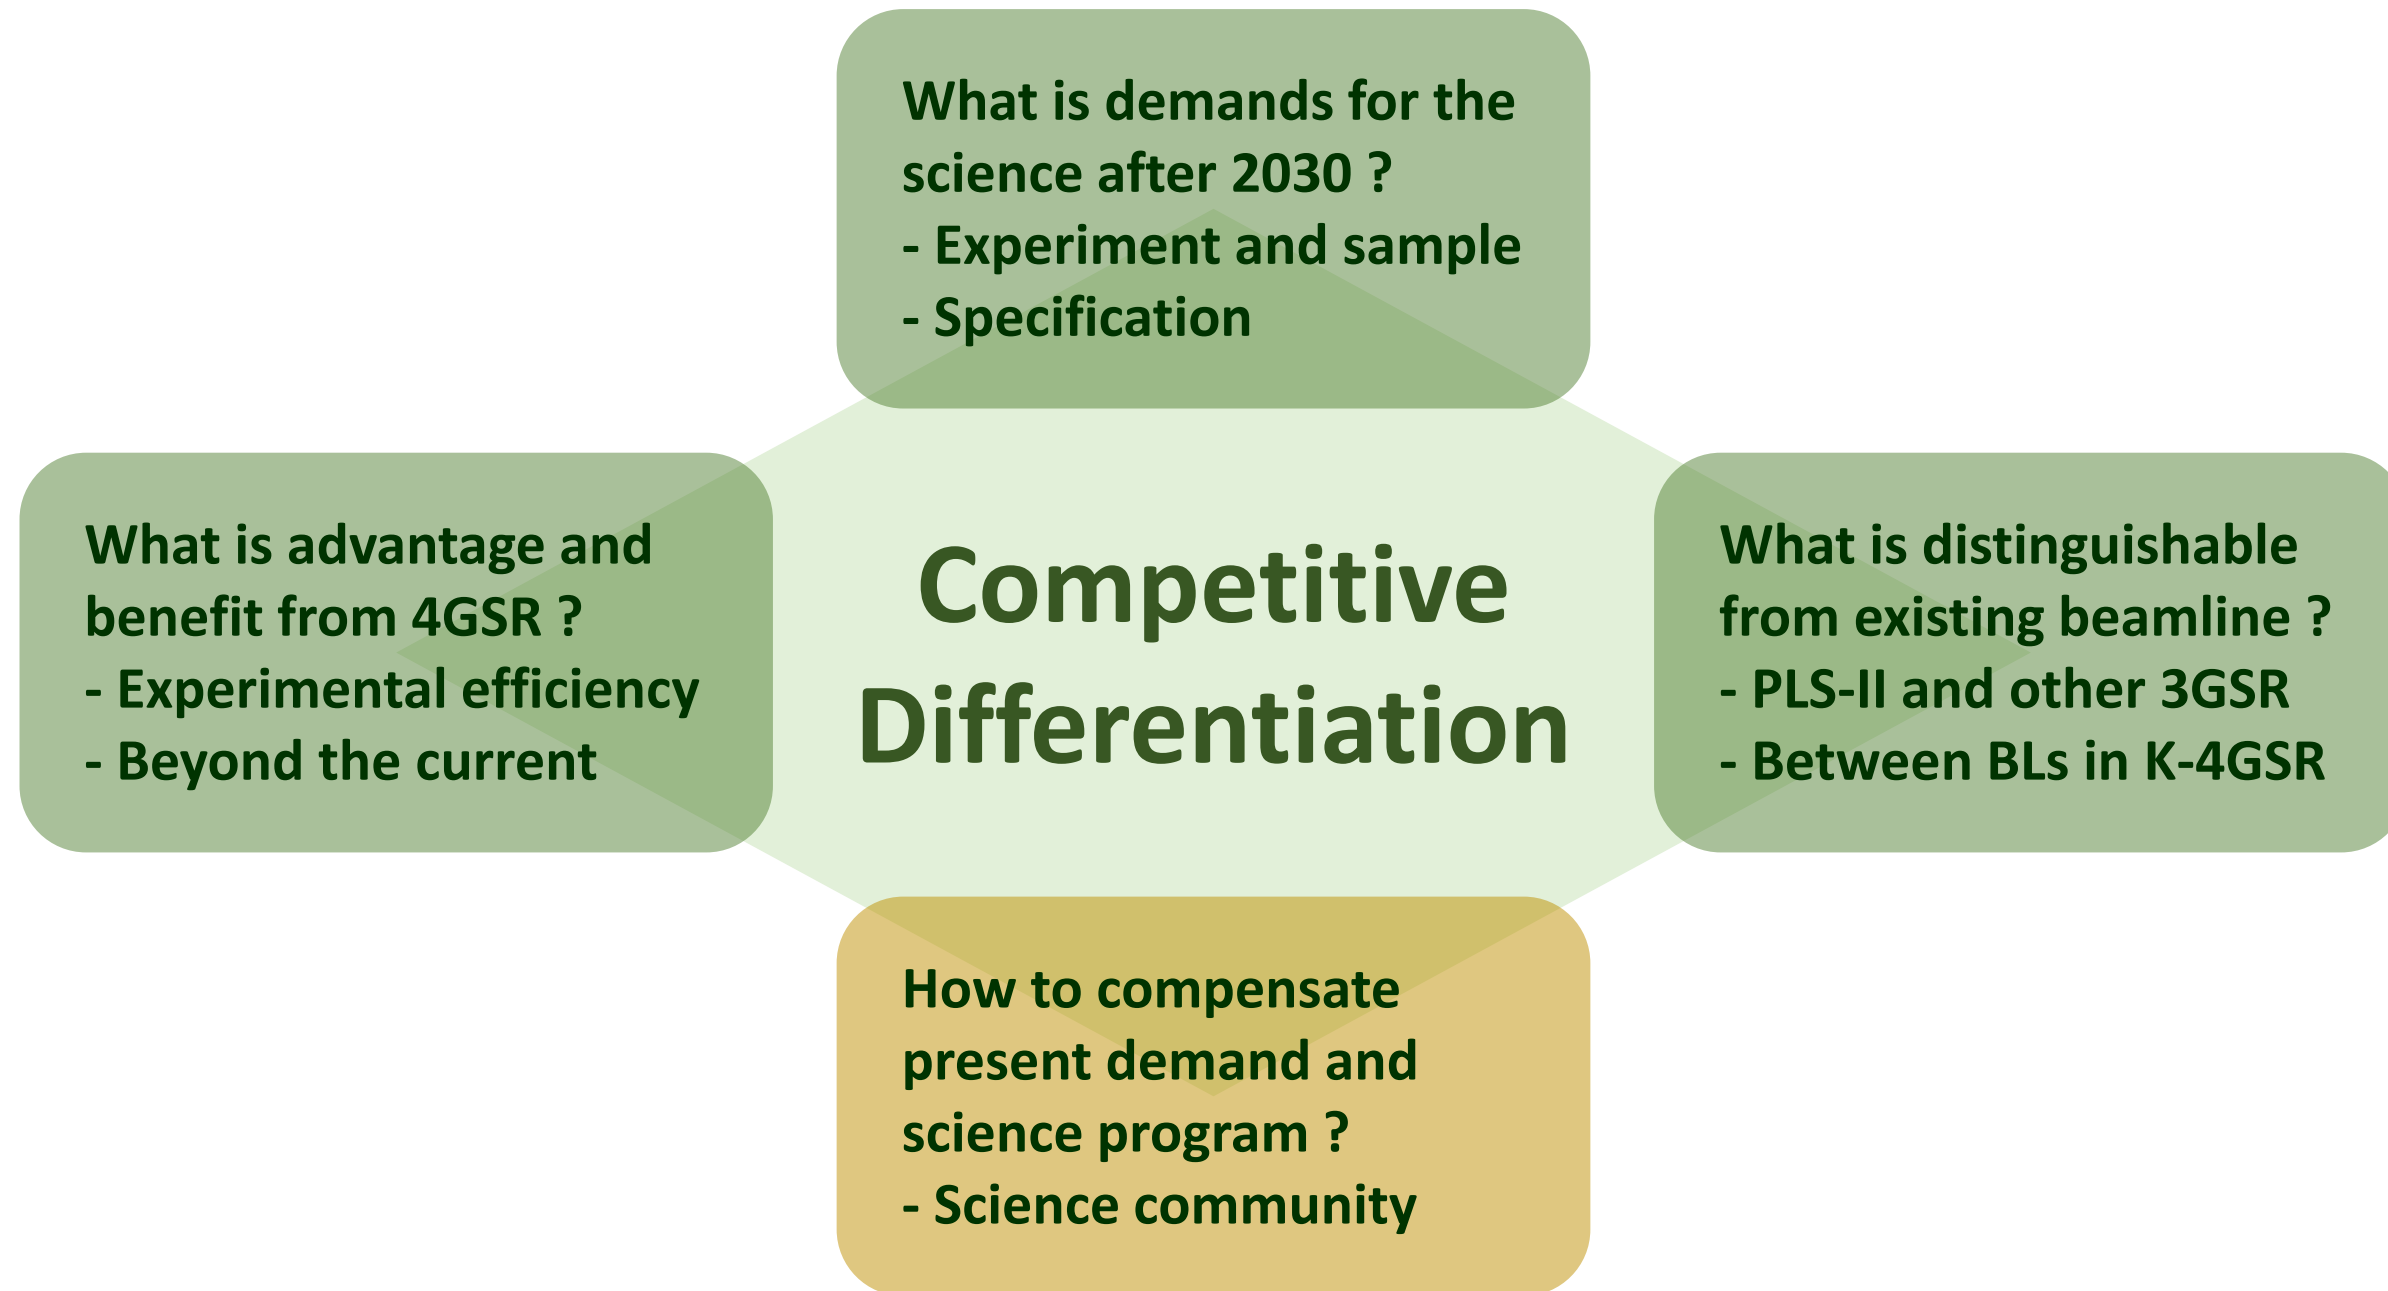 What is demands for the
science after 2030 ?
- Experiment and sample
- Specification
What is advantage and
benefit from 4GSR ?
- Experimental efficiency
- Beyond the current
Competitive
Differentiation
What is distinguishable
from existing beamline ?
- PLS-II and other 3GSR
- Between BLs in K-4GSR
How to compensate
present demand and
science program ?
- Science community